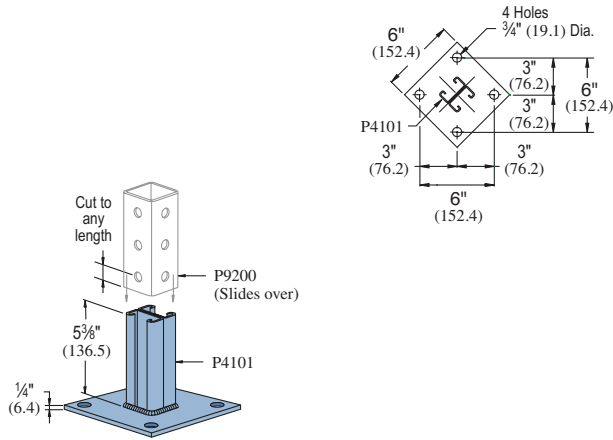 4 Holes
¾" (19.1) Dia.
6"
(152.4)
3"
(76.2)
6"
(152.4)
3"
(76.2)
P4101
3"
(76.2)
3"
(76.2)
6"
(152.4)
Cut to
any
length
P9200
(Slides over)
5⅜"
(136.5)
P4101
¼"
(6.4)